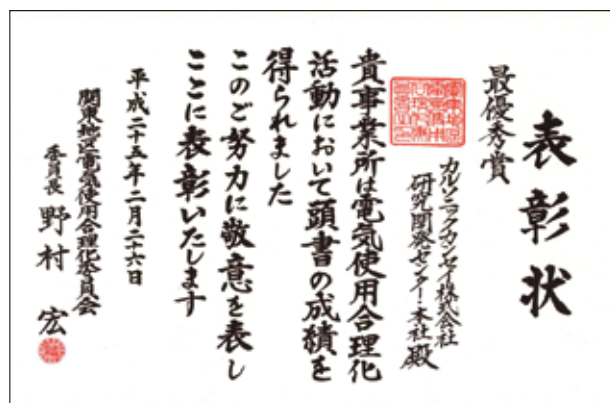 表彰状
最優秀賞
カルソニックカンセイ株式会社
研究開発センター・本社殿
貴事業所は電気使用合理化
活動において頭書の成績を
得られました
このご努力に敬意を表し
ここに表彰いたします
平成二十五年二月二十六日
関東地区電気使用合理化委員会
委員長 野村 宏